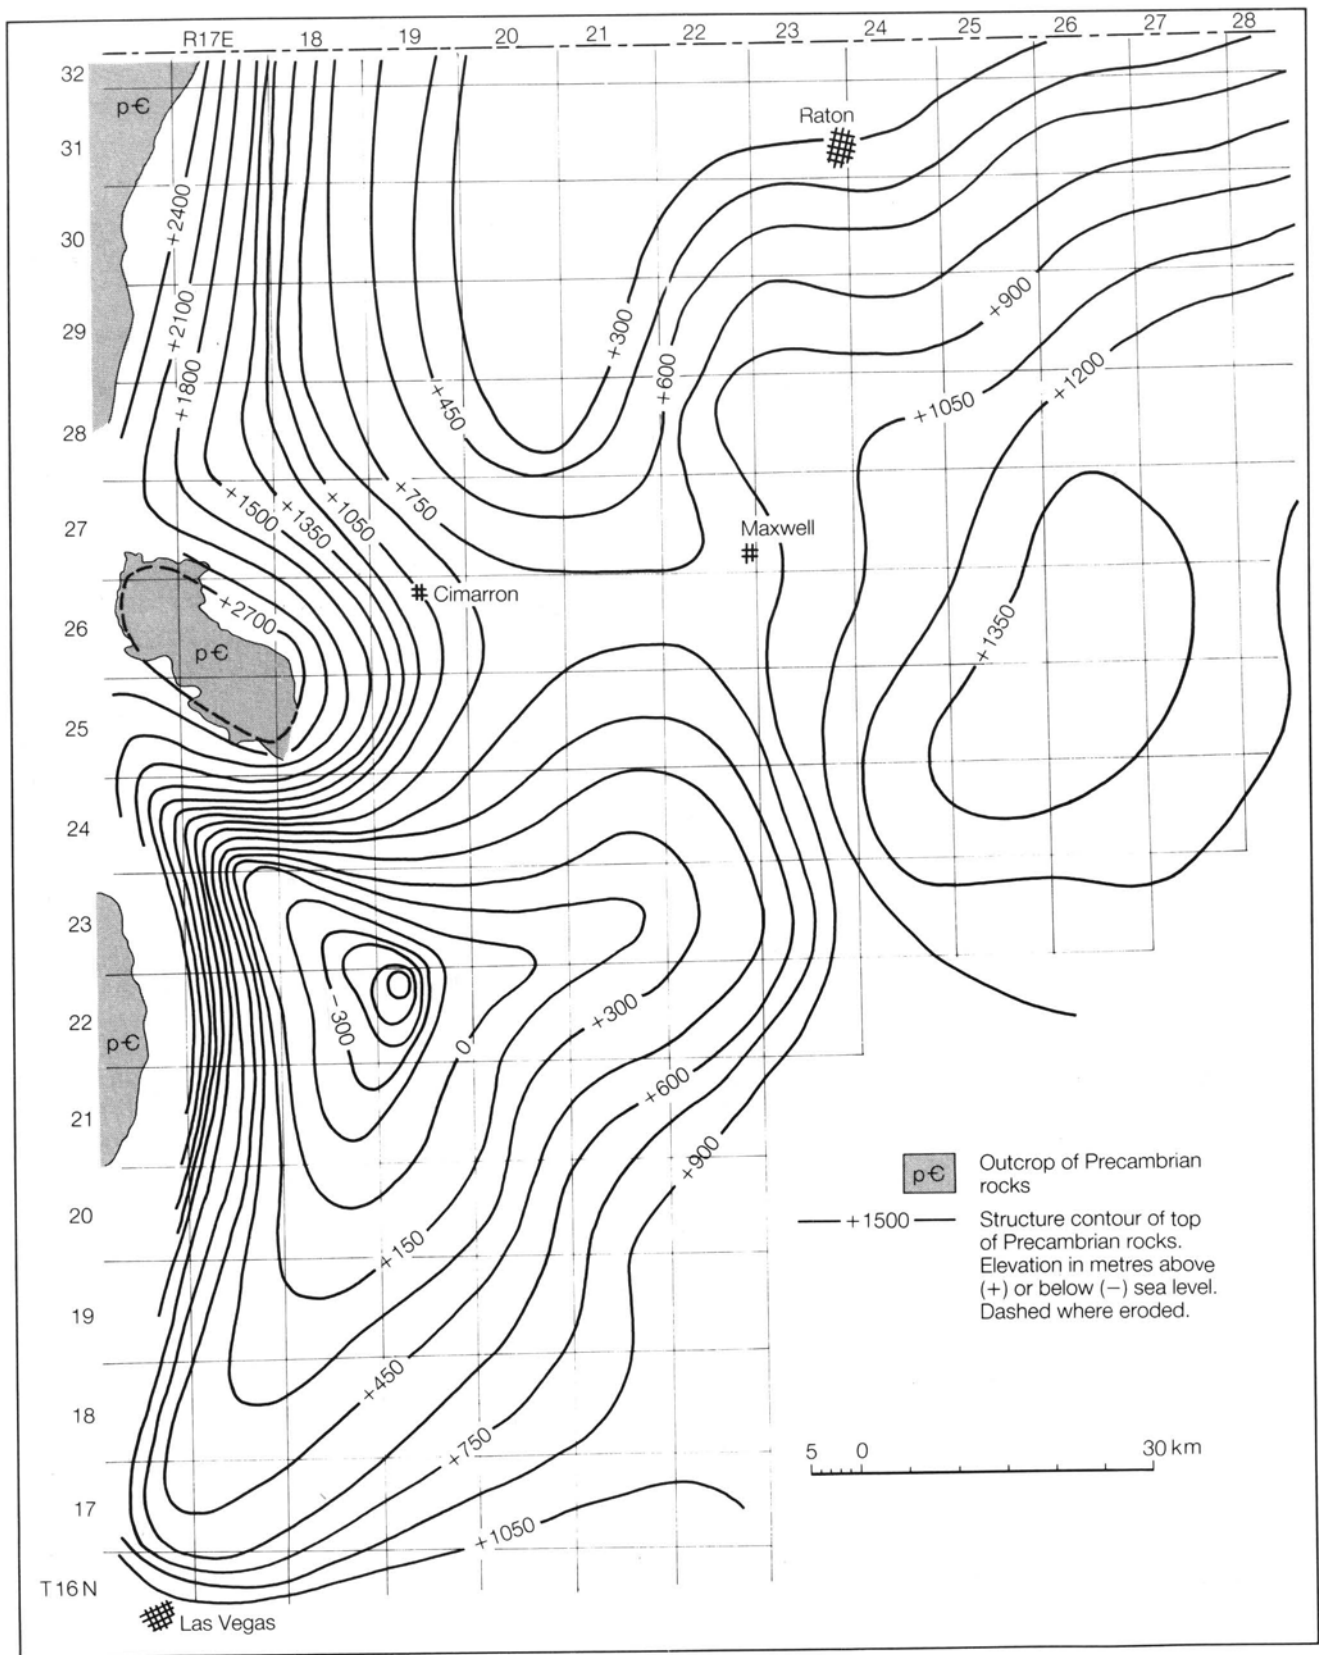 R17E 18 19 20 21 22 23 24 25 26 27 28
32
p-Є
31
Raton
+2400
30
+2100
+300
+900
29
+1800
+600
+1200
+450
+1050
28
+750
+1500
+1350
+1050
27
Maxwell
Cimarron
+2700
26
p-Є
+1350
25
24
23
-300
+300
22
0
p-Є
+600
21
+900
p-Є
Outcrop of Precambrian
rocks
20
+1500
Structure contour of top
of Precambrian rocks.
Elevation in metres above
(+) or below (−) sea level.
Dashed where eroded.
+150
19
+450
18
+750
5 0 30 km
17
+1050
T16N
Las Vegas